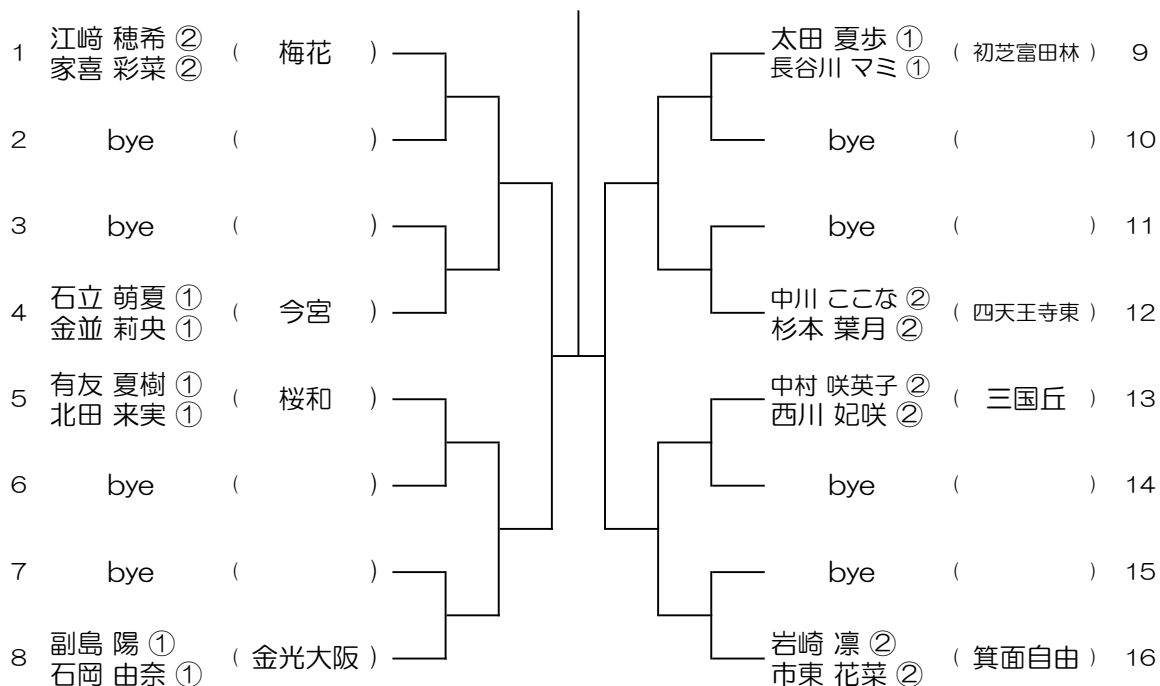 1 江﨑 穂希 ② ( 梅花 )
家喜 彩菜 ②
2 bye ( )
3 bye ( )
4 石立 萌夏 ① ( 今宮 )
金並 莉央 ①
5 有友 夏樹 ① ( 桜和 )
北田 来実 ①
6 bye ( )
7 bye ( )
8 副島 陽 ① ( 金光大阪 )
石岡 由奈 ①
太田 夏歩 ① ( 初芝富田林 ) 9
長谷川 マミ ①
bye ( ) 10
bye ( ) 11
中川 ここな ② ( 四天王寺東 ) 12
杉本 葉月 ②
中村 咲英子 ② ( 三国丘 ) 13
西川 妃咲 ②
bye ( ) 14
bye ( ) 15
岩崎 凛 ② ( 箕面自由 ) 16
市東 花菜 ②